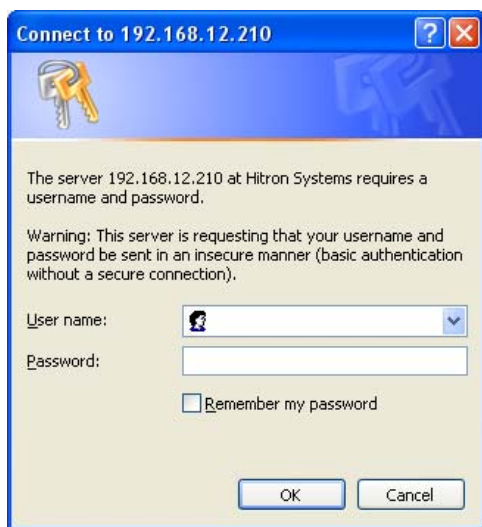 Connect to 192.168.12.210
The server 192.168.12.210 at Hitron Systems requires a
username and password.
Warning: This server is requesting that your username and
password be sent in an insecure manner (basic authentication
without a secure connection).
User name:
Password:
Remember my password
OK
Cancel